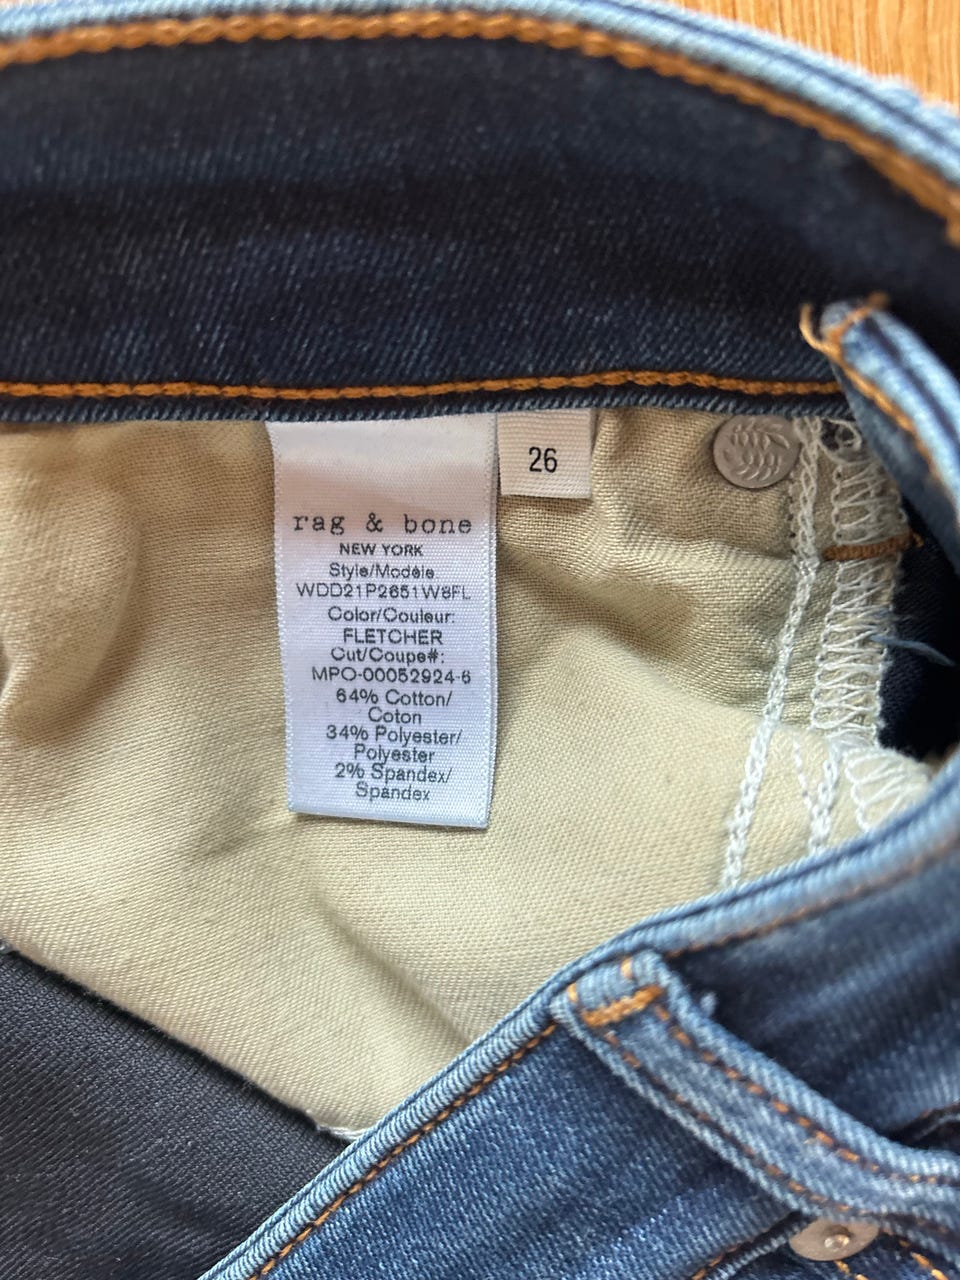 26
rag & bone
NEW YORK
Style/Modèle
WDD21P2651W8FL
Color/Couleur:
FLETCHER
Cut/Coupe#:
MPO-00052924-6
64% Cotton/
Coton
34% Polyester/
Polyester
2% Spandex/
Spandex